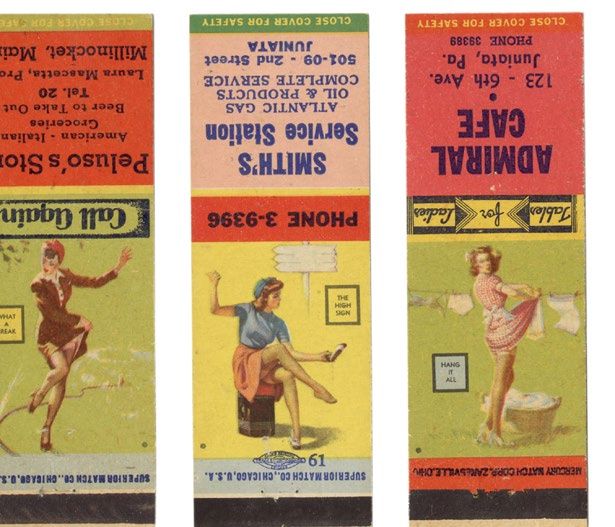 CLOSE COVER FOR SAFETY
Peluso's Sto
American - Italian
Groceries
Beer to Take Out
Tel. 20
Laura Mascetta, Pro
Millinocket, Main
Call Again
WHAT
A
BREAK
SUPERIOR MATCH CO., CHICAGO, U.S.
CLOSE COVER FOR SAFETY
SMITH'S
Service Station
ATLANTIC GAS
OIL & PRODUCTS
COMPLETE SERVICE
501-09 - 2nd Street
JUNIATA
PHONE 3-9396
THE
HIGH
SIGN
61
SUPERIOR MATCH CO., CHICAGO, U.S.A.
CLOSE COVER FOR SAFETY
ADMIRAL
CAFE
123 - 6th Ave.
Juniata, Pa.
PHONE 39389
Tables for Ladies
HANG
IT
ALL
MERCURY MATCH CORP. ZANESVILLE, OHIO